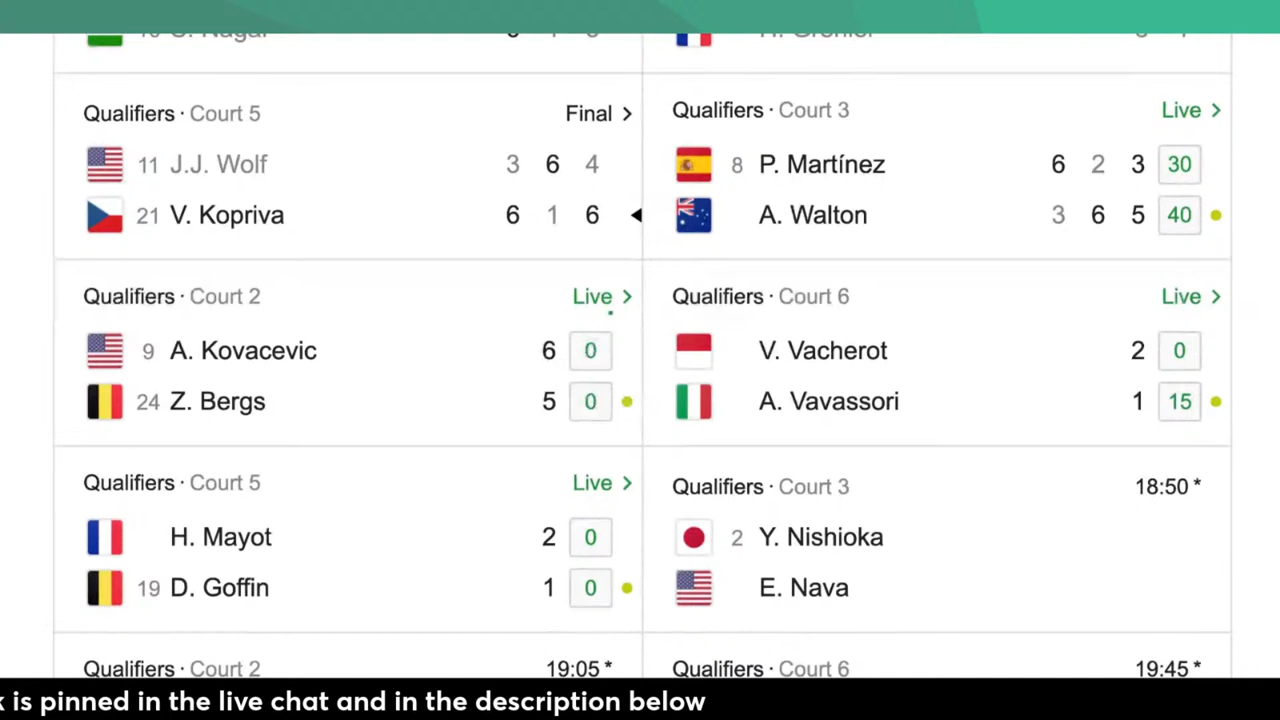 Qualifiers · Court 5 Final >
11 J.J. Wolf 3 6 4
21 V. Kopriva 6 1 6
Qualifiers · Court 3 Live >
8 P. Martínez 6 2 3 30
A. Walton 3 6 5 40
Qualifiers · Court 2 Live >
9 A. Kovacevic 6 0
24 Z. Bergs 5 0
Qualifiers · Court 6 Live >
V. Vacherot 2 0
A. Vavassori 1 15
Qualifiers · Court 5 Live >
H. Mayot 2 0
19 D. Goffin 1 0
Qualifiers · Court 3 18:50 *
2 Y. Nishioka
E. Nava
Qualifiers · Court 2 19:05 *
Qualifiers · Court 6 19:45 *
is pinned in the live chat and in the description below